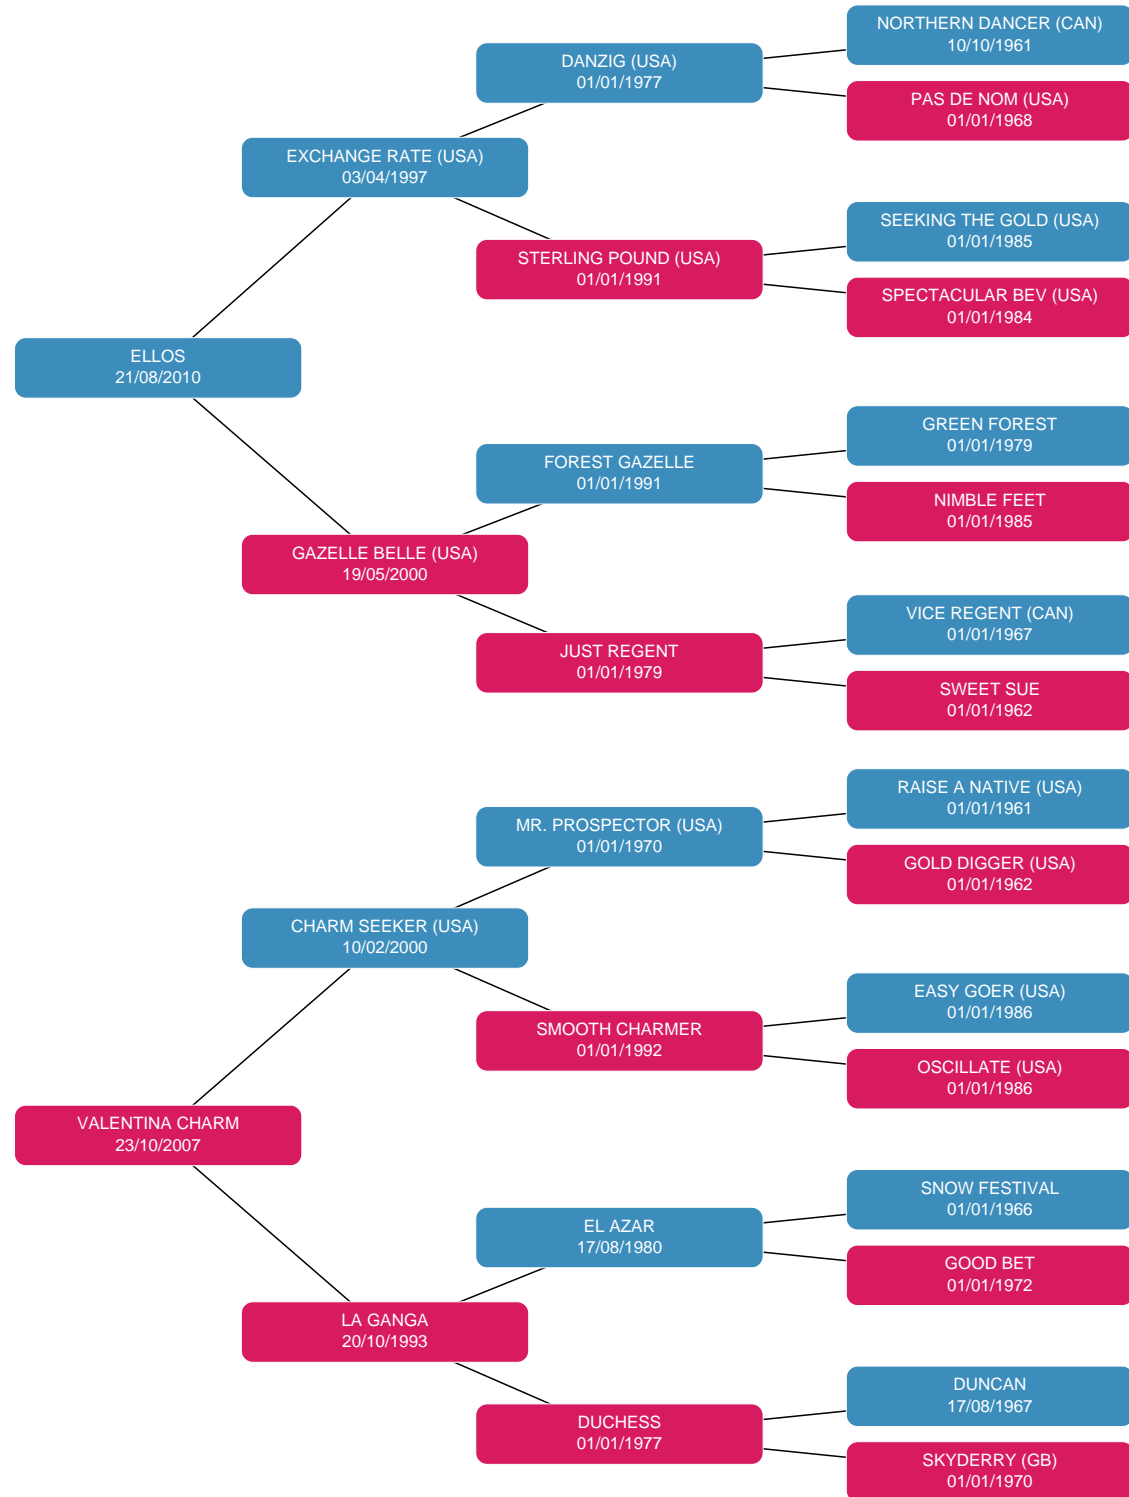 NORTHERN DANCER (CAN)
10/10/1961
DANZIG (USA)
01/01/1977
PAS DE NOM (USA)
01/01/1968
EXCHANGE RATE (USA)
03/04/1997
SEEKING THE GOLD (USA)
01/01/1985
STERLING POUND (USA)
01/01/1991
SPECTACULAR BEV (USA)
01/01/1984
ELLOS
21/08/2010
GREEN FOREST
01/01/1979
FOREST GAZELLE
01/01/1991
NIMBLE FEET
01/01/1985
GAZELLE BELLE (USA)
19/05/2000
VICE REGENT (CAN)
01/01/1967
JUST REGENT
01/01/1979
SWEET SUE
01/01/1962
RAISE A NATIVE (USA)
01/01/1961
MR. PROSPECTOR (USA)
01/01/1970
GOLD DIGGER (USA)
01/01/1962
CHARM SEEKER (USA)
10/02/2000
EASY GOER (USA)
01/01/1986
SMOOTH CHARMER
01/01/1992
OSCILLATE (USA)
01/01/1986
VALENTINA CHARM
23/10/2007
SNOW FESTIVAL
01/01/1966
EL AZAR
17/08/1980
GOOD BET
01/01/1972
LA GANGA
20/10/1993
DUNCAN
17/08/1967
DUCHESS
01/01/1977
SKYDERRY (GB)
01/01/1970